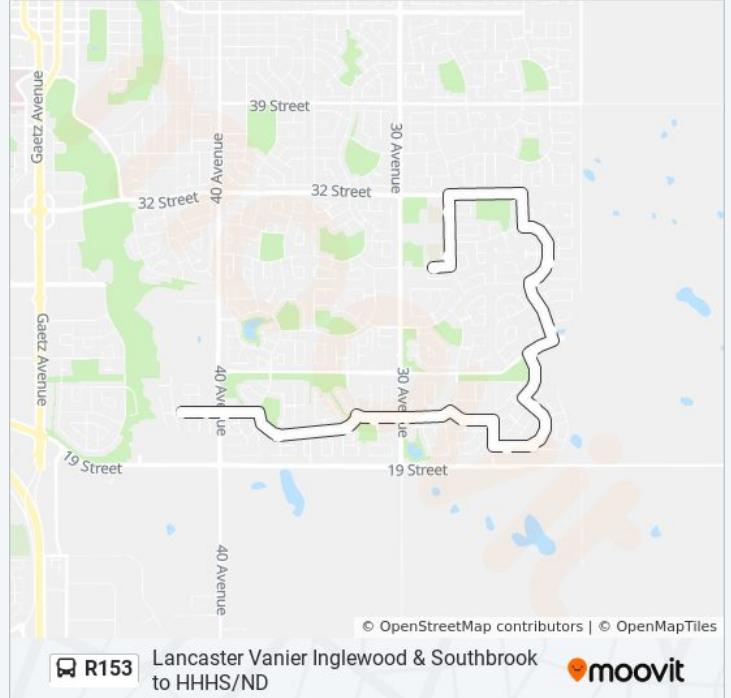 Gaetz Avenue
39 Street
30 Avenue
40 Avenue
32 Street
32 Street
Gaetz Avenue
40 Avenue
30 Avenue
19 Street
19 Street
40 Avenue
© OpenStreetMap contributors | © OpenMapTiles
R153
Lancaster Vanier Inglewood & Southbrook
to HHHS/ND
moovit